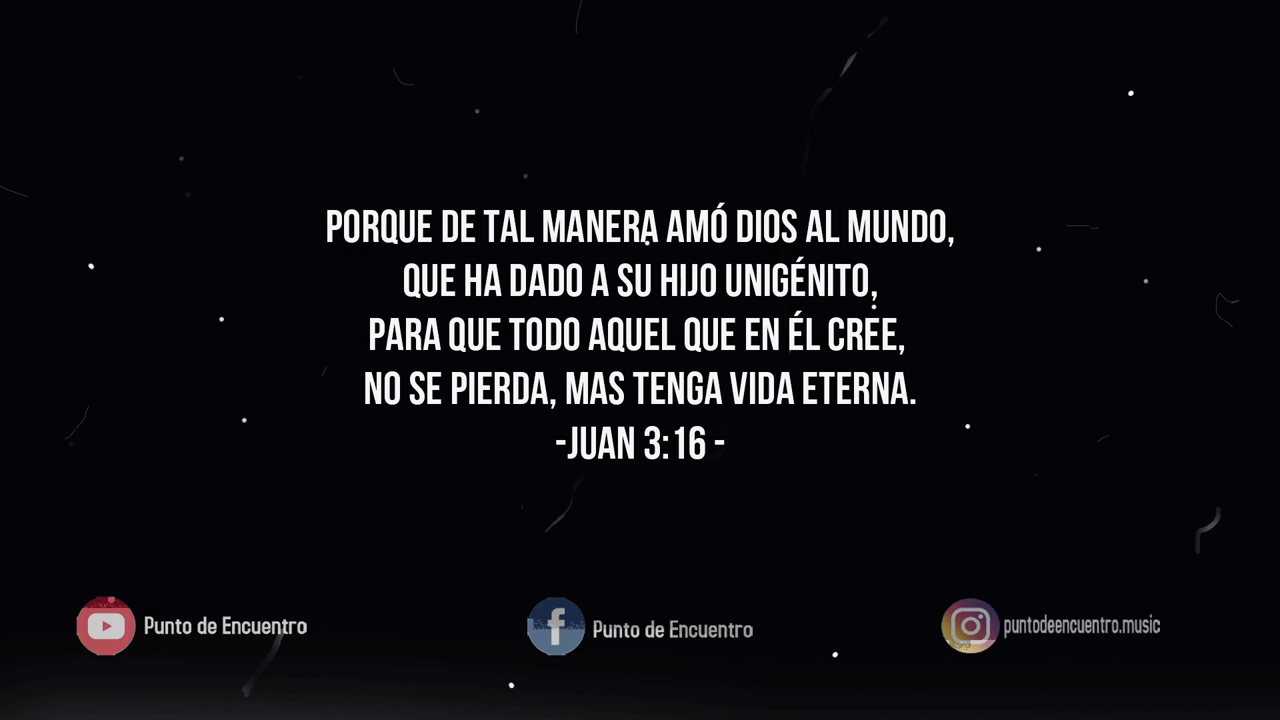 PORQUE DE TAL MANERA AMÓ DIOS AL MUNDO,
QUE HA DADO A SU HIJO UNIGÉNITO,
PARA QUE TODO AQUEL QUE EN ÉL CREE,
NO SE PIERDA, MAS TENGA VIDA ETERNA.
-JUAN 3:16 -
Punto de Encuentro
Punto de Encuentro
puntodeencuentro.music